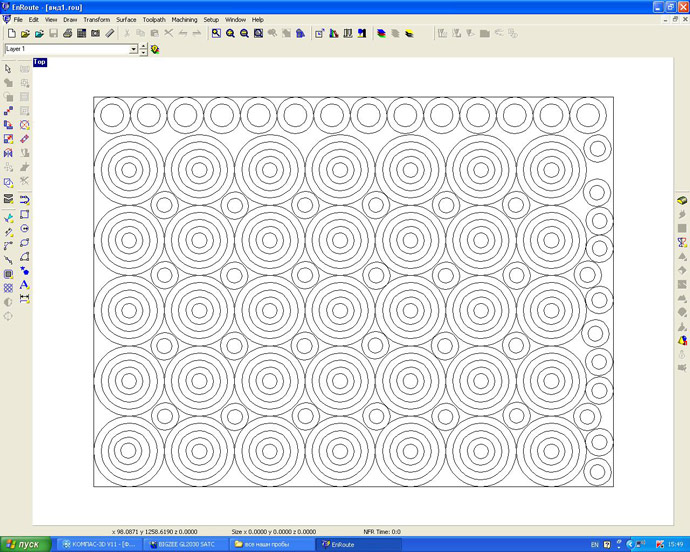 EnRoute - [вид1.rou]
File Edit View Draw Transform Surface Toolpath Machining Setup Window Help
Layer 1
Top
x 98.0871 y 1258.6190 z 0.0000 Size x 0.0000 y 0.0000 z 0.0000 NFR Time: 0:0
пуск КОМПАС-3D V11 - [Ф... BIGZEE GL2030 SATC все наши пробы EnRoute EN 15:49